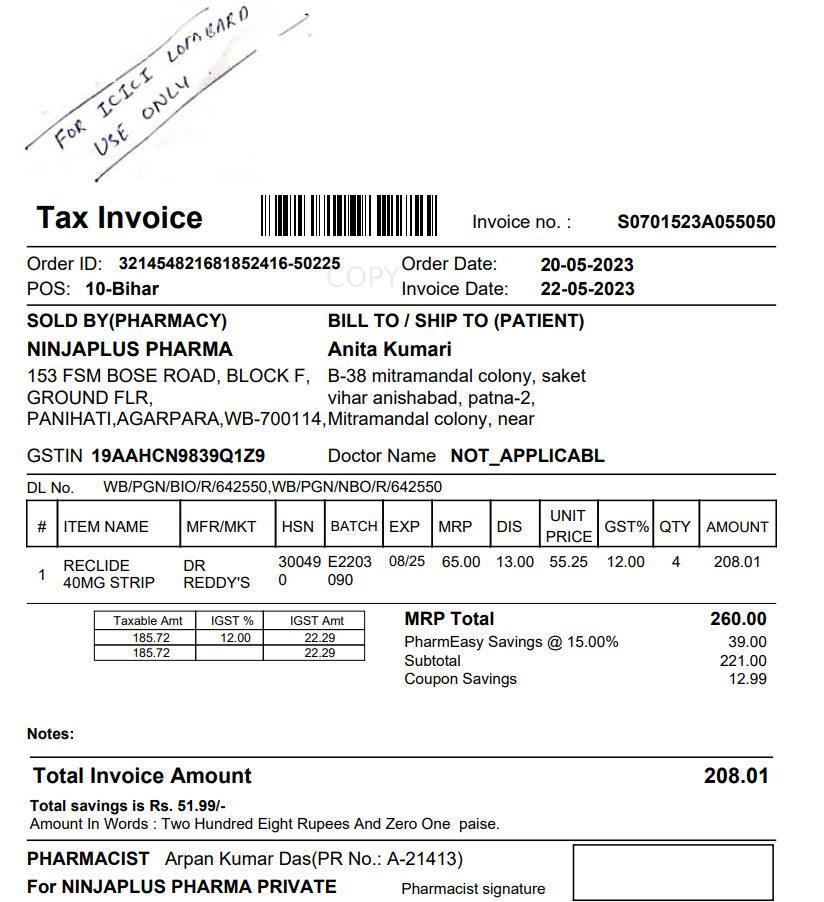 FOR ICICI LOMBARD
USE ONLY
Tax Invoice
Invoice no. : S0701523A055050
Order ID: 321454821681852416-50225
COPY
Order Date: 20-05-2023
POS: 10-Bihar
Invoice Date: 22-05-2023
SOLD BY(PHARMACY)
NINJAPLUS PHARMA
153 FSM BOSE ROAD, BLOCK F,
GROUND FLR,
PANIHATI,AGARPARA,WB-700114,
BILL TO / SHIP TO (PATIENT)
Anita Kumari
B-38 mitramandal colony, saket
vihar anishabad, patna-2,
Mitramandal colony, near
GSTIN 19AAHCN9839Q1Z9
Doctor Name NOT_APPLICABL
DL No. WB/PGN/BIO/R/642550,WB/PGN/NBO/R/642550
# ITEM NAME MFR/MKT HSN BATCH EXP MRP DIS UNIT PRICE GST% QTY AMOUNT
1 RECLIDE 40MG STRIP DR REDDY'S 300490 E2203090 08/25 65.00 13.00 55.25 12.00 4 208.01
Taxable Amt IGST % IGST Amt
185.72 12.00 22.29
185.72 22.29
MRP Total 260.00
PharmEasy Savings @ 15.00% 39.00
Subtotal 221.00
Coupon Savings 12.99
Notes:
Total Invoice Amount 208.01
Total savings is Rs. 51.99/-
Amount In Words : Two Hundred Eight Rupees And Zero One paise.
PHARMACIST Arpan Kumar Das(PR No.: A-21413)
For NINJAPLUS PHARMA PRIVATE
Pharmacist signature